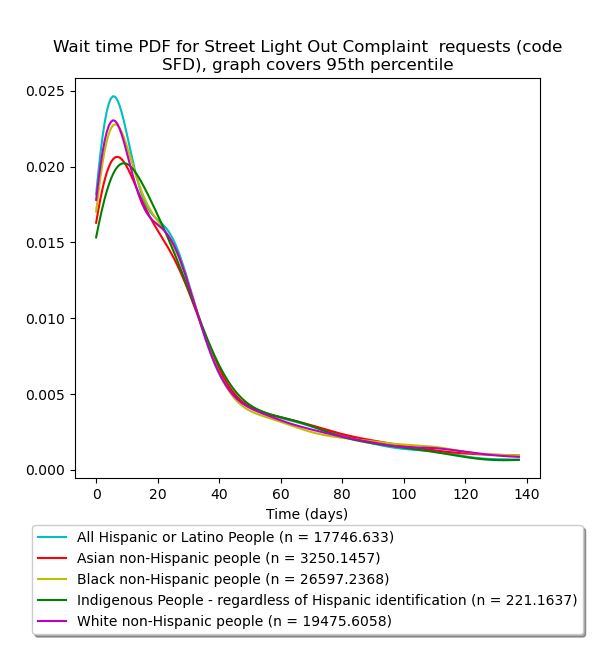 Wait time PDF for Street Light Out Complaint  requests (code
SFD), graph covers 95th percentile
0.025
0.020
0.015
0.010
0.005
0.000
0 20 40 60 80 100 120 140
Time (days)
All Hispanic or Latino People (n = 17746.633)
Asian non-Hispanic people (n = 3250.1457)
Black non-Hispanic people (n = 26597.2368)
Indigenous People - regardless of Hispanic identification (n = 221.1637)
White non-Hispanic people (n = 19475.6058)